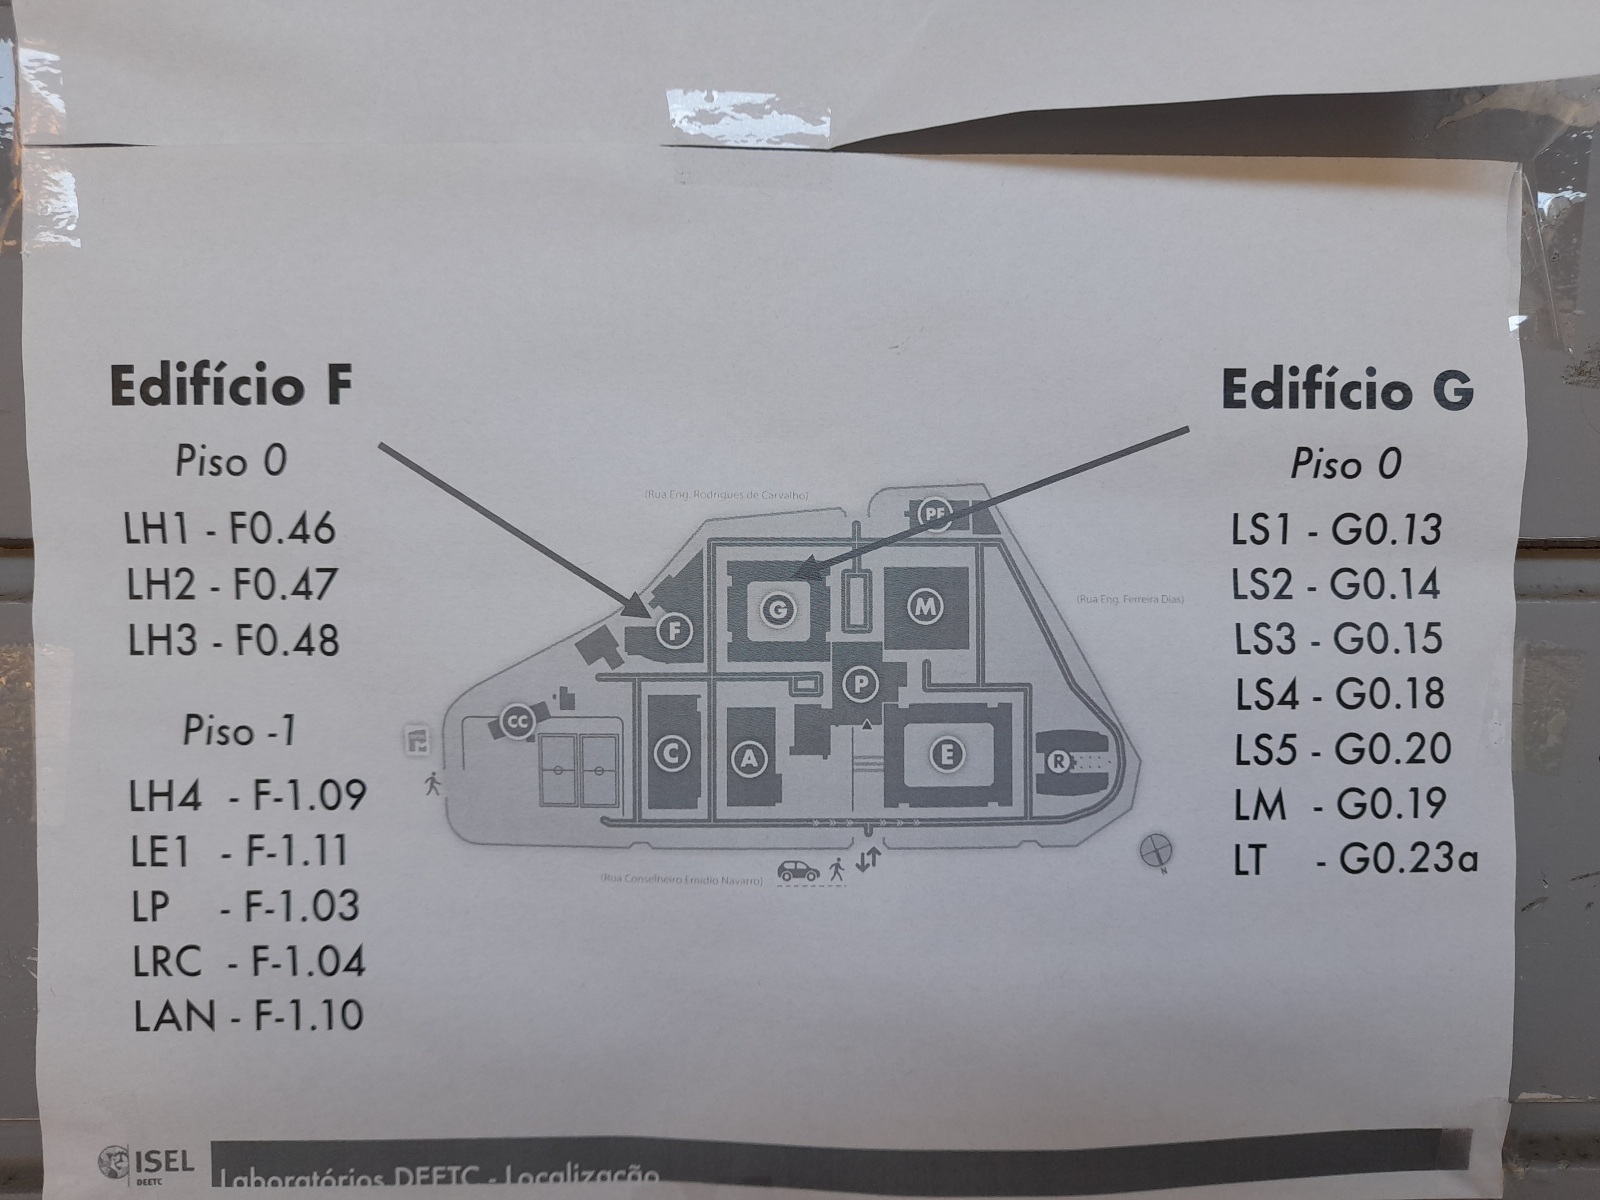 Edifício F
Piso 0
LH1 - F0.46
LH2 - F0.47
LH3 - F0.48
Piso -1
LH4 - F-1.09
LE1 - F-1.11
LP - F-1.03
LRC - F-1.04
LAN - F-1.10
(Rua Eng. Rodrigues de Carvalho)
PF
(Rua Eng. Ferreira Dias)
G
M
F
P
CC
C
A
E
R
(Rua Conselheiro Emídio Navarro)
N
Edifício G
Piso 0
LS1 - G0.13
LS2 - G0.14
LS3 - G0.15
LS4 - G0.18
LS5 - G0.20
LM - G0.19
LT - G0.23a
ISEL
DEETC
Laboratórios DEETC - Localização